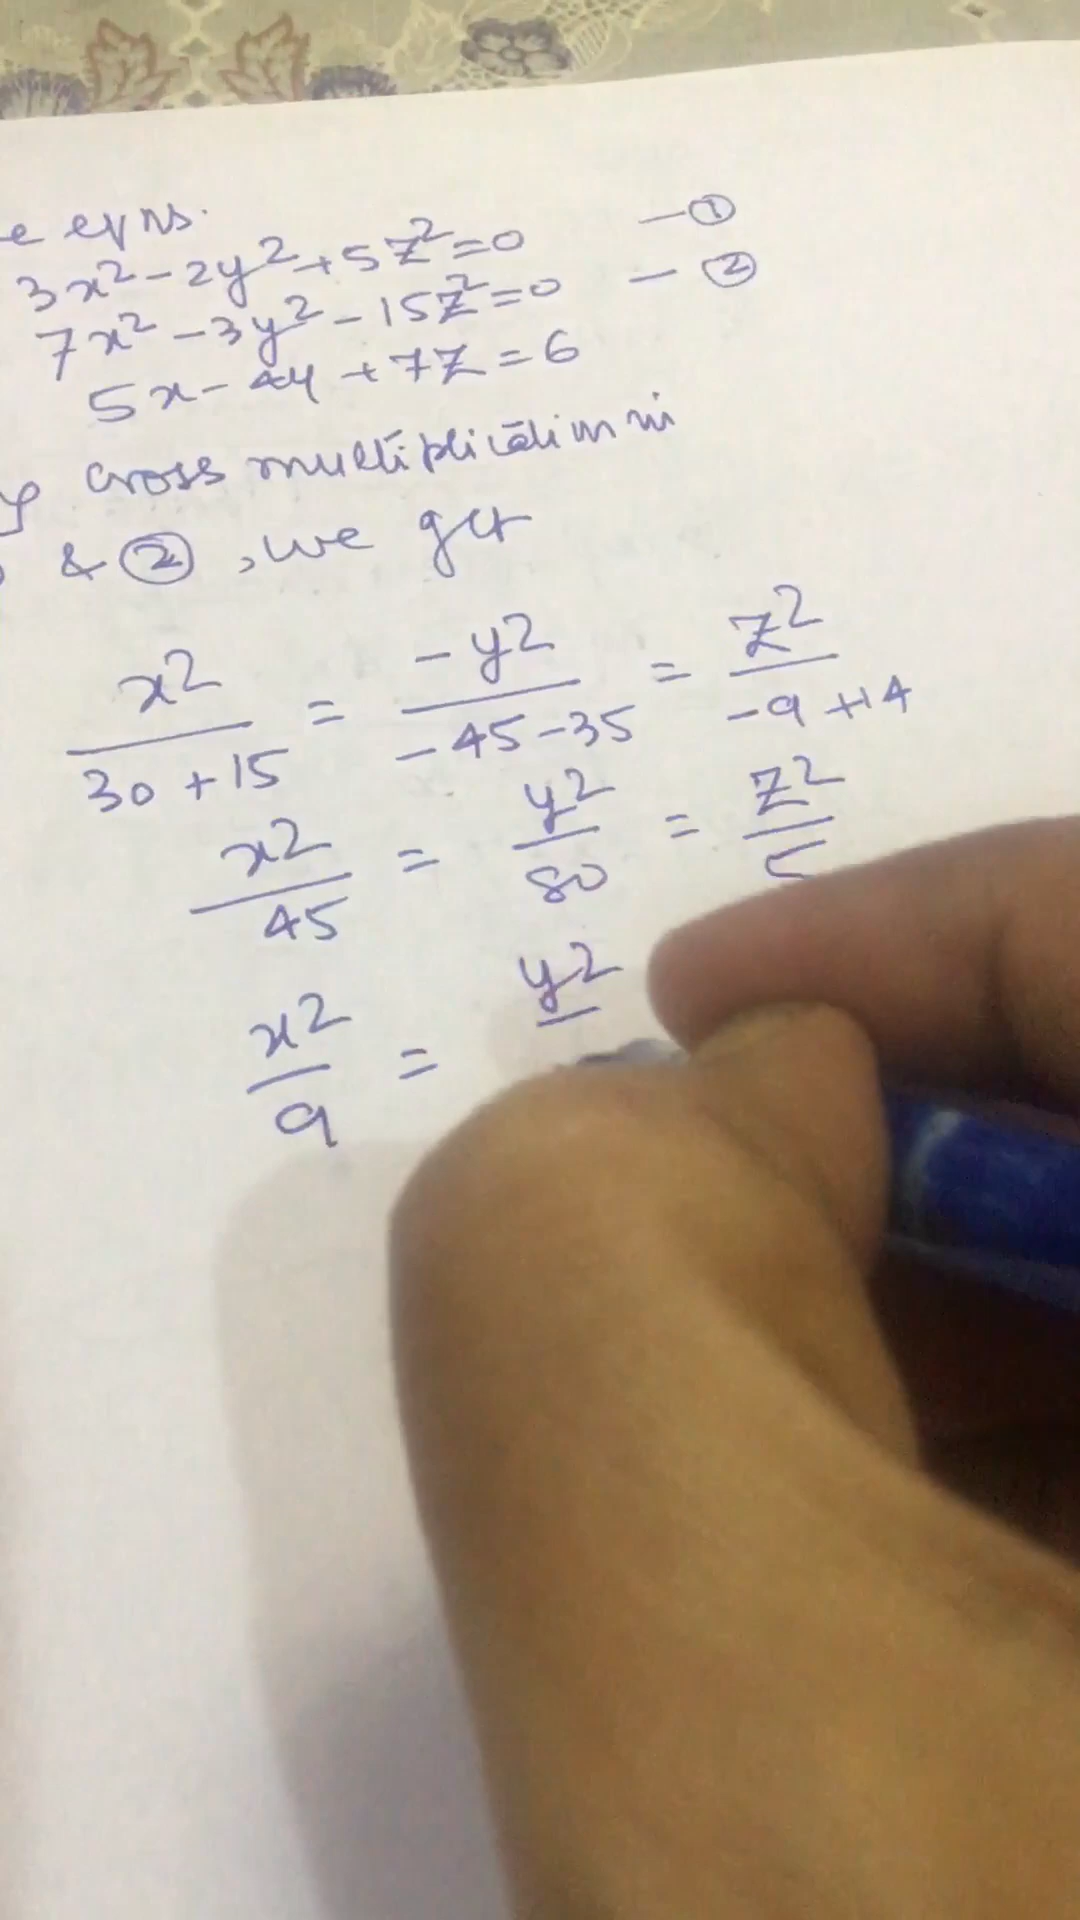 e eqns.
3x² - 2y² + 5z² = 0 - ①
7x² - 3y² - 15z² = 0 - ②
5x - 4y + 7z = 6
cross multiplication in
& ②, we get
x²/(30 + 15) = -y²/(-45 - 35) = z²/(-9 + 14)
x²/45 = y²/80 = z²/5
x²/9 = y²/